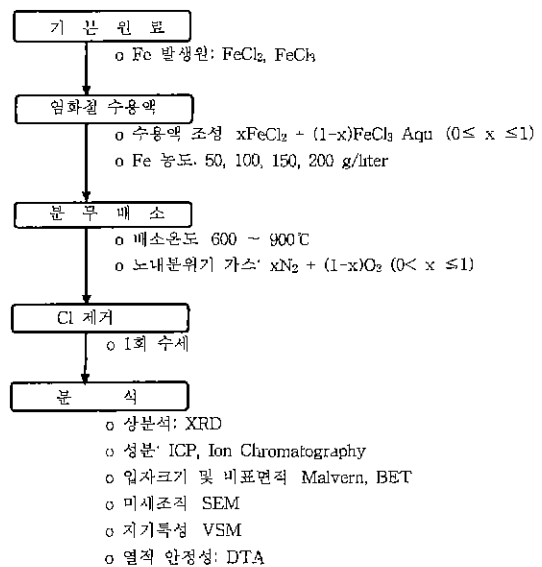 기 본 원 료
o Fe 발생원: FeCl₂, FeCl₃
염화철 수용액
o 수용액 조성 xFeCl₂ + (1-x)FeCl₃ Aqu (0≤ x ≤1)
o Fe 농도. 50, 100, 150, 200 g/liter
분 무 배 소
o 배소온도 600 ~ 900℃
o 노내분위기 가스· xN₂ + (1-x)O₂ (0< x ≤1)
Cl 제거
o 1회 수세
분 석
o 상분석: XRD
o 성분· ICP, Ion Chromatography
o 입자크기 및 비표면적 Malvern, BET
o 미세조직 SEM
o 자기특성 VSM
o 열적 안정성: DTA